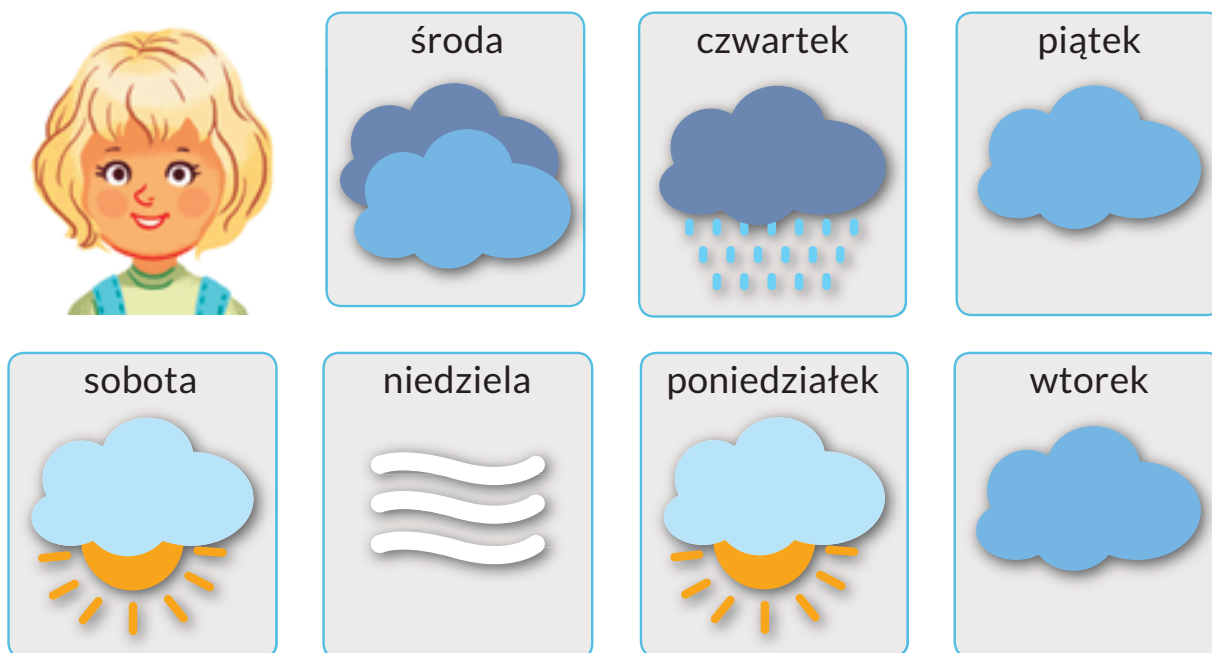 środa
czwartek
piątek
sobota
niedziela
poniedziałek
wtorek